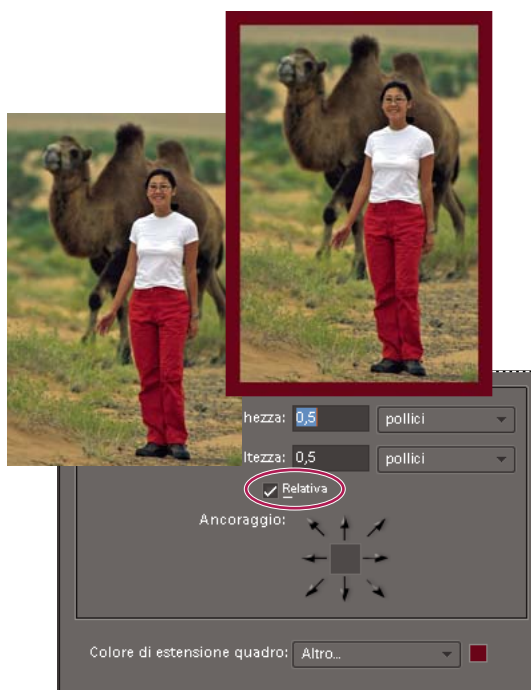 hezza: 0,5 pollici
ltezza: 0,5 pollici
Relativa
Ancoraggio:
Colore di estensione quadro: Altro...